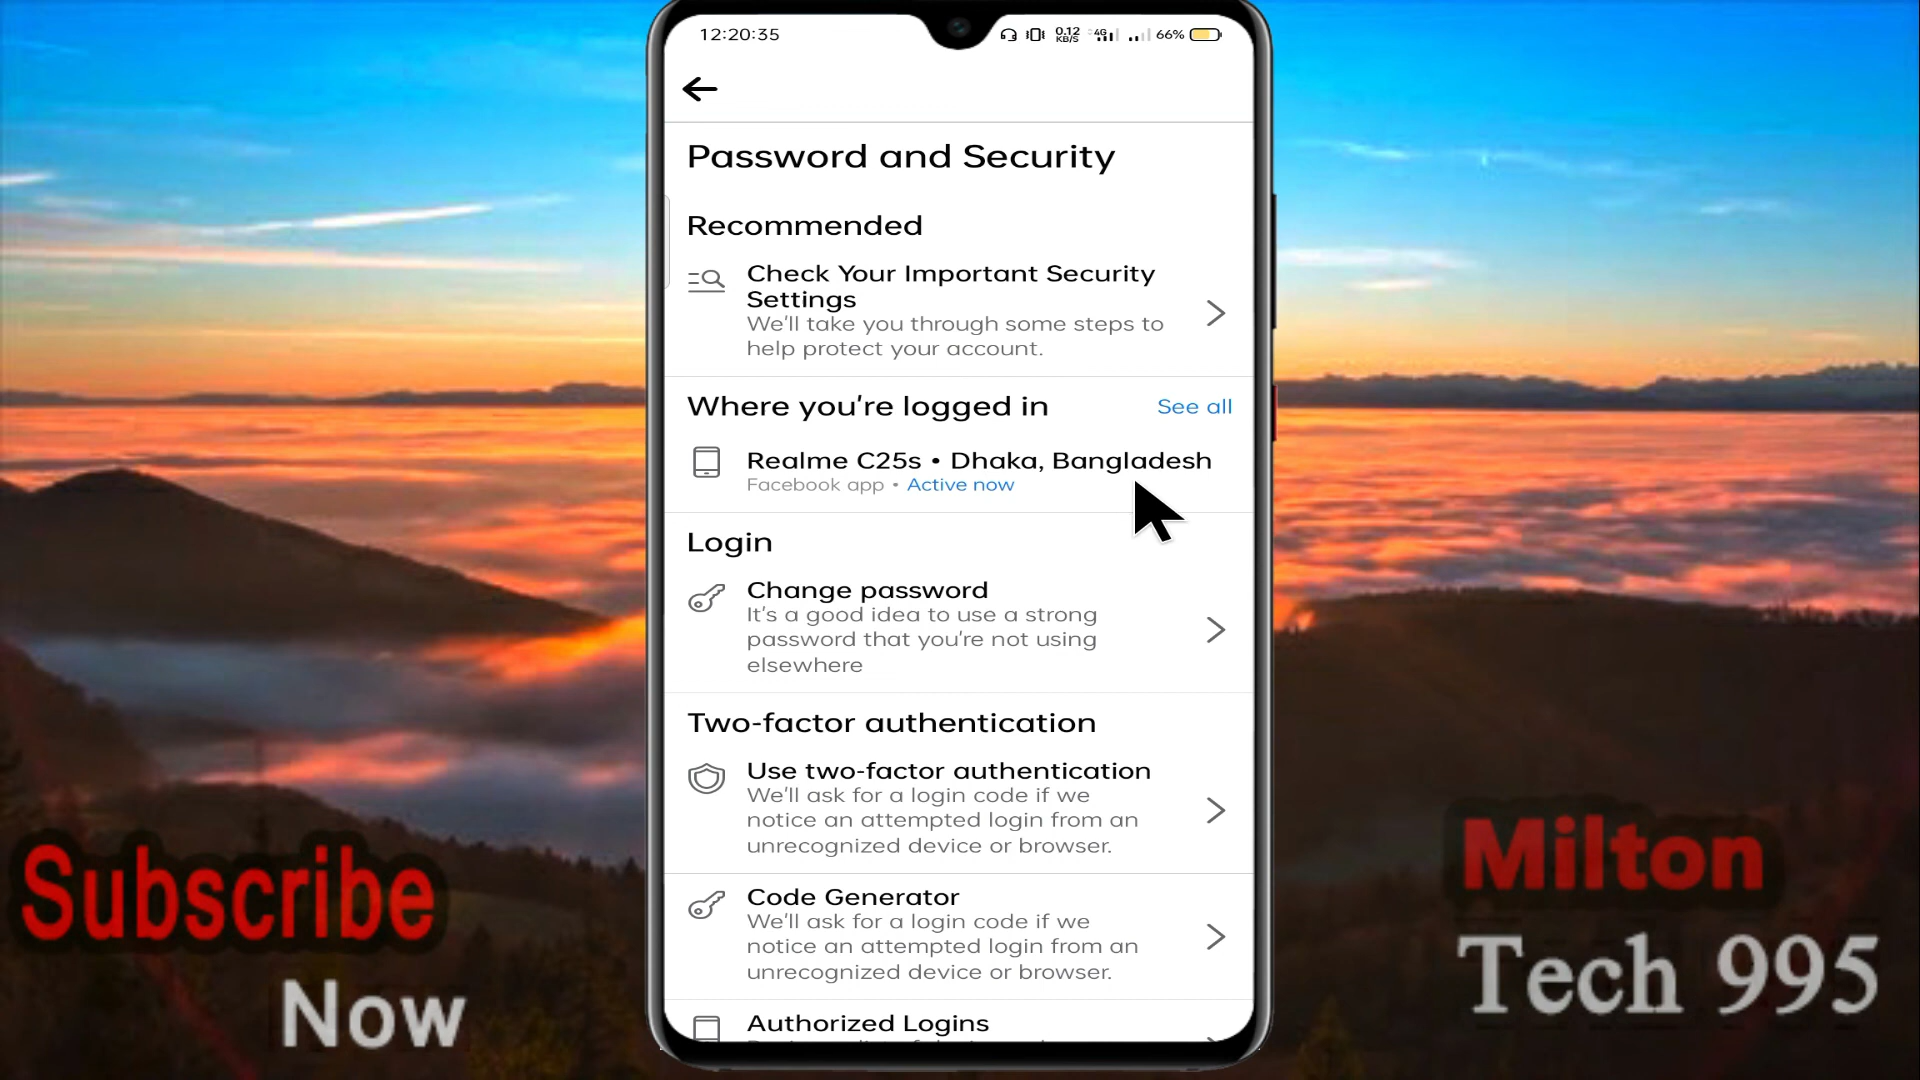 12:20:35
0.12 KB/S 4G 66%
Password and Security
Recommended
Check Your Important Security
Settings
We'll take you through some steps to
help protect your account.
Where you're logged in See all
Realme C25s • Dhaka, Bangladesh
Facebook app • Active now
Login
Change password
It's a good idea to use a strong
password that you're not using
elsewhere
Two-factor authentication
Use two-factor authentication
We'll ask for a login code if we
notice an attempted login from an
unrecognized device or browser.
Code Generator
We'll ask for a login code if we
notice an attempted login from an
unrecognized device or browser.
Authorized Logins
Subscribe
Now
Milton
Tech 995